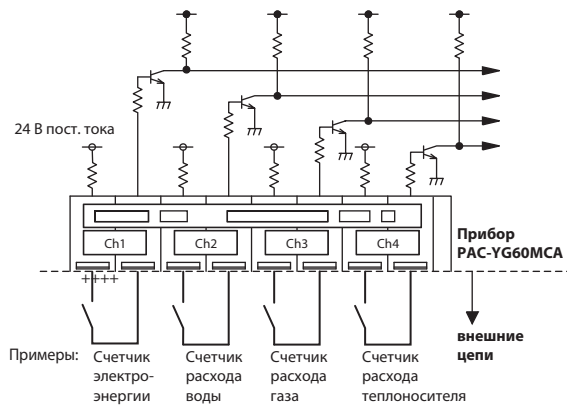 24 В пост. тока
Ch1
Ch2
Ch3
Ch4
Прибор
PAC-YG60MCA
++++
внешние
цепи
Примеры:
Счетчик
электро-
энергии
Счетчик
расхода
воды
Счетчик
расхода
газа
Счетчик
расхода
теплоносителя